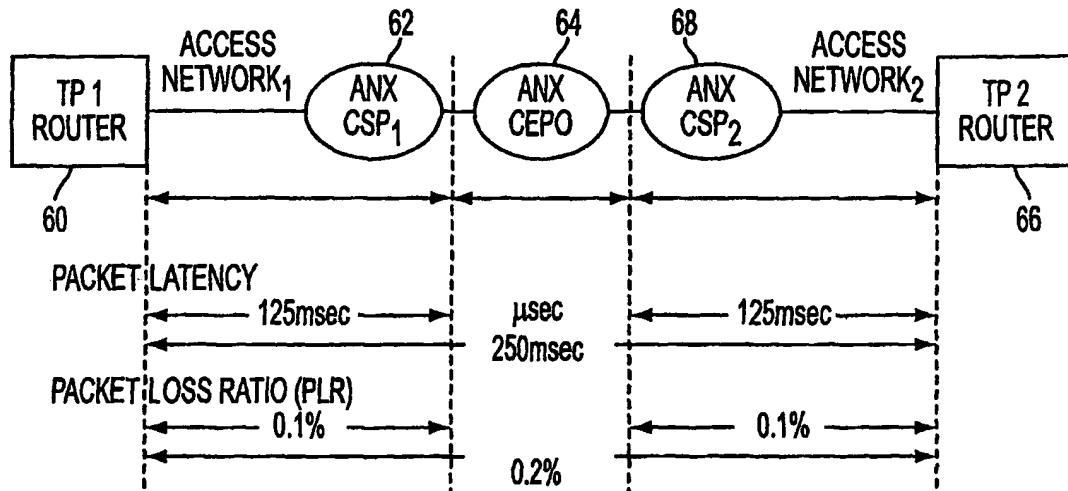 62
64
68
ACCESS
NETWORK1
ACCESS
NETWORK2
TP 1
ROUTER
ANX
CSP1
ANX
CEPO
ANX
CSP2
TP 2
ROUTER
60
66
PACKET LATENCY
125msec
μsec
125msec
250msec
PACKET LOSS RATIO (PLR)
0.1%
0.1%
0.2%